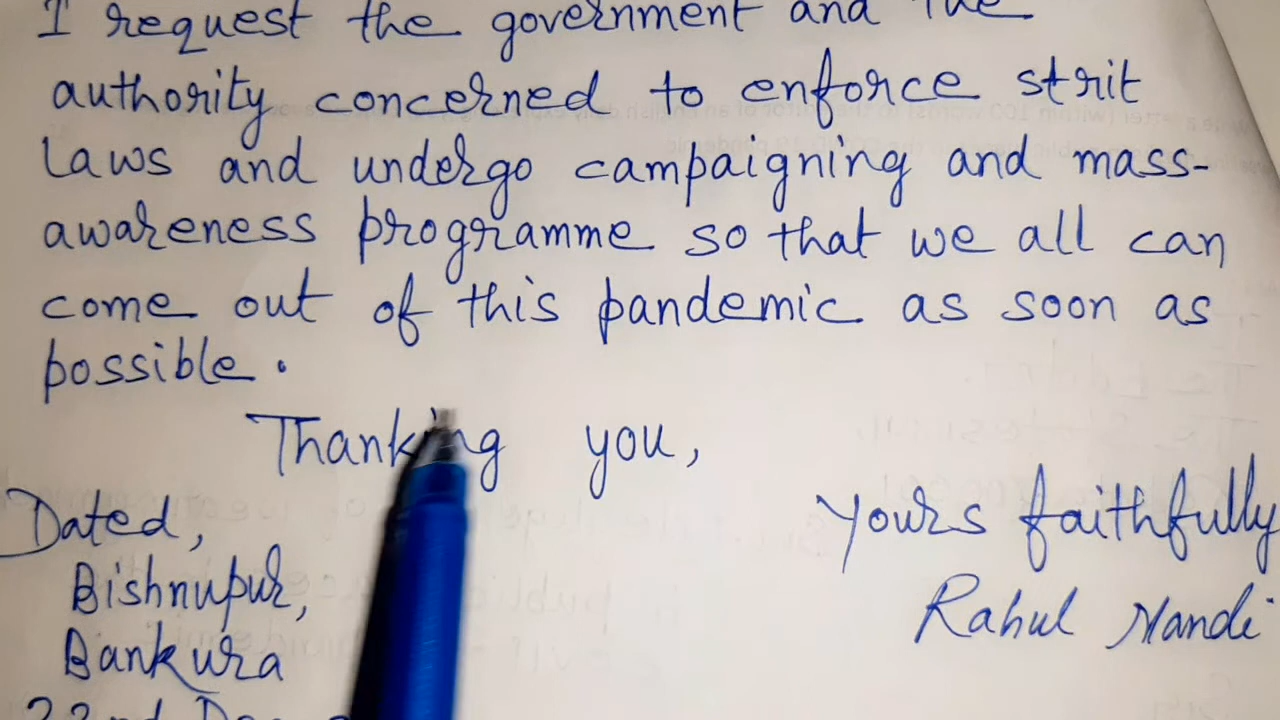 I request the government and the
authority concerned to enforce strit
laws and undergo campaigning and mass-
awareness programme so that we all can
come out of this pandemic as soon as
possible.
Thanking you,
Dated,
Yours faithfully
Bishnupur,
Rahul Nandi
Bankura
22nd Dec